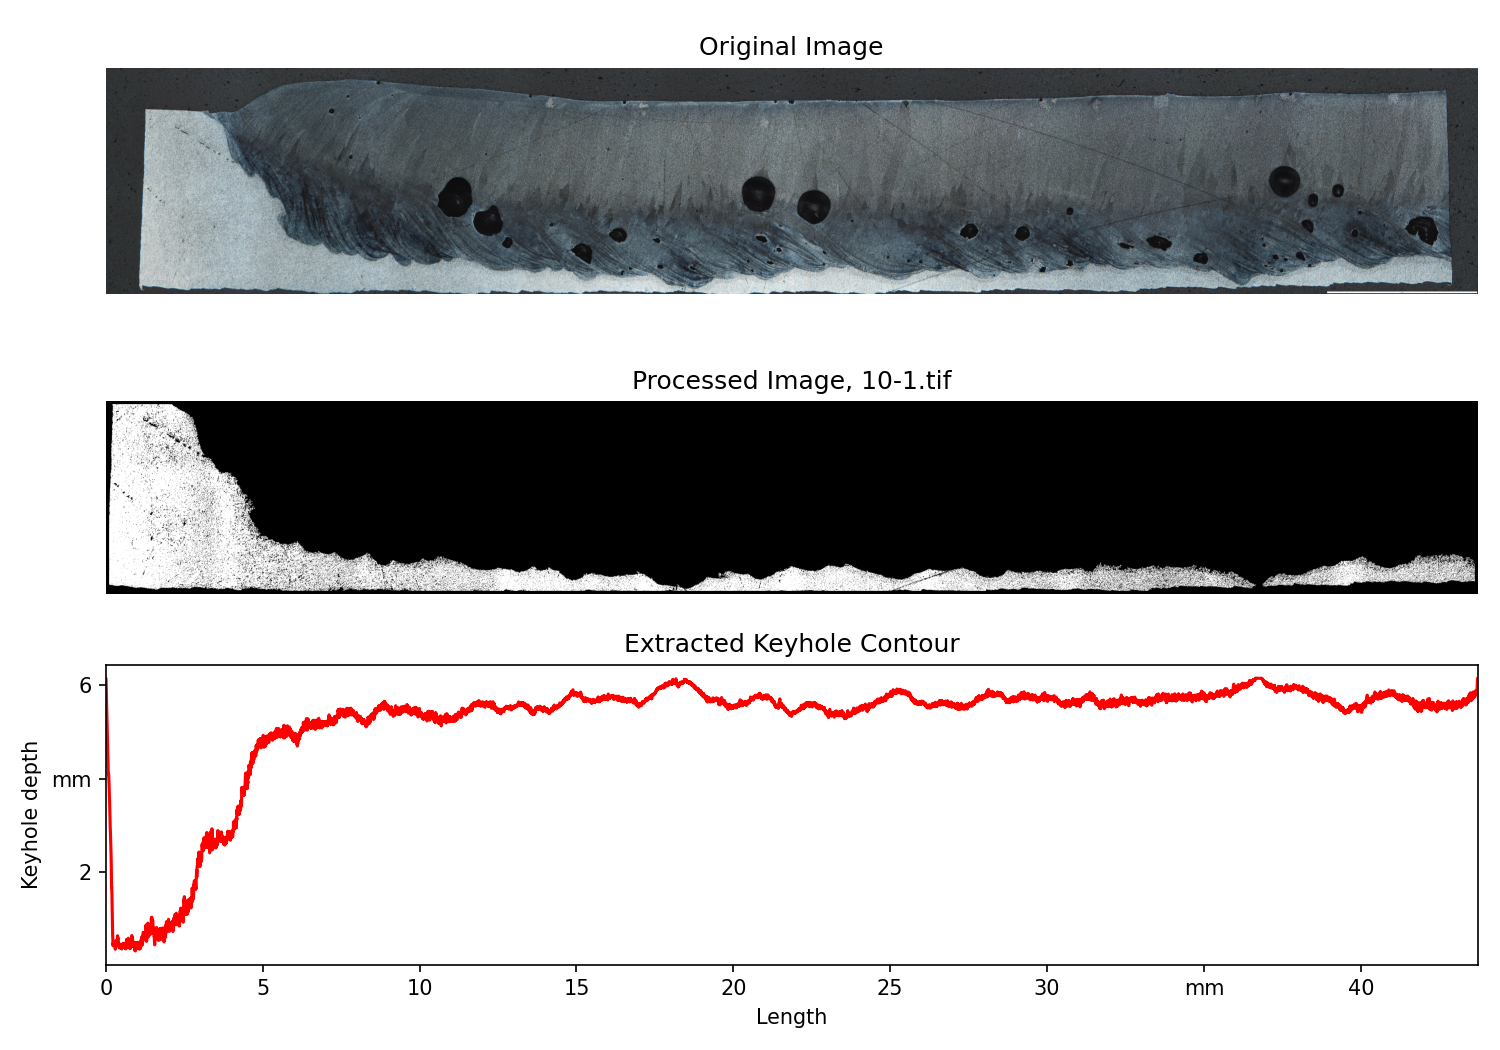 Original Image
Processed Image, 10-1.tif
Extracted Keyhole Contour
6
mm
2
Keyhole depth
0 5 10 15 20 25 30 mm 40
Length